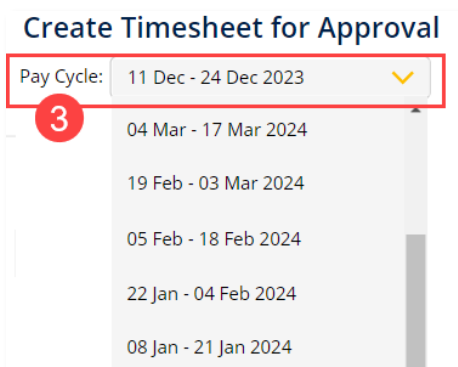 Create Timesheet for Approval
Pay Cycle: 11 Dec - 24 Dec 2023
3
04 Mar - 17 Mar 2024
19 Feb - 03 Mar 2024
05 Feb - 18 Feb 2024
22 Jan - 04 Feb 2024
08 Jan - 21 Jan 2024